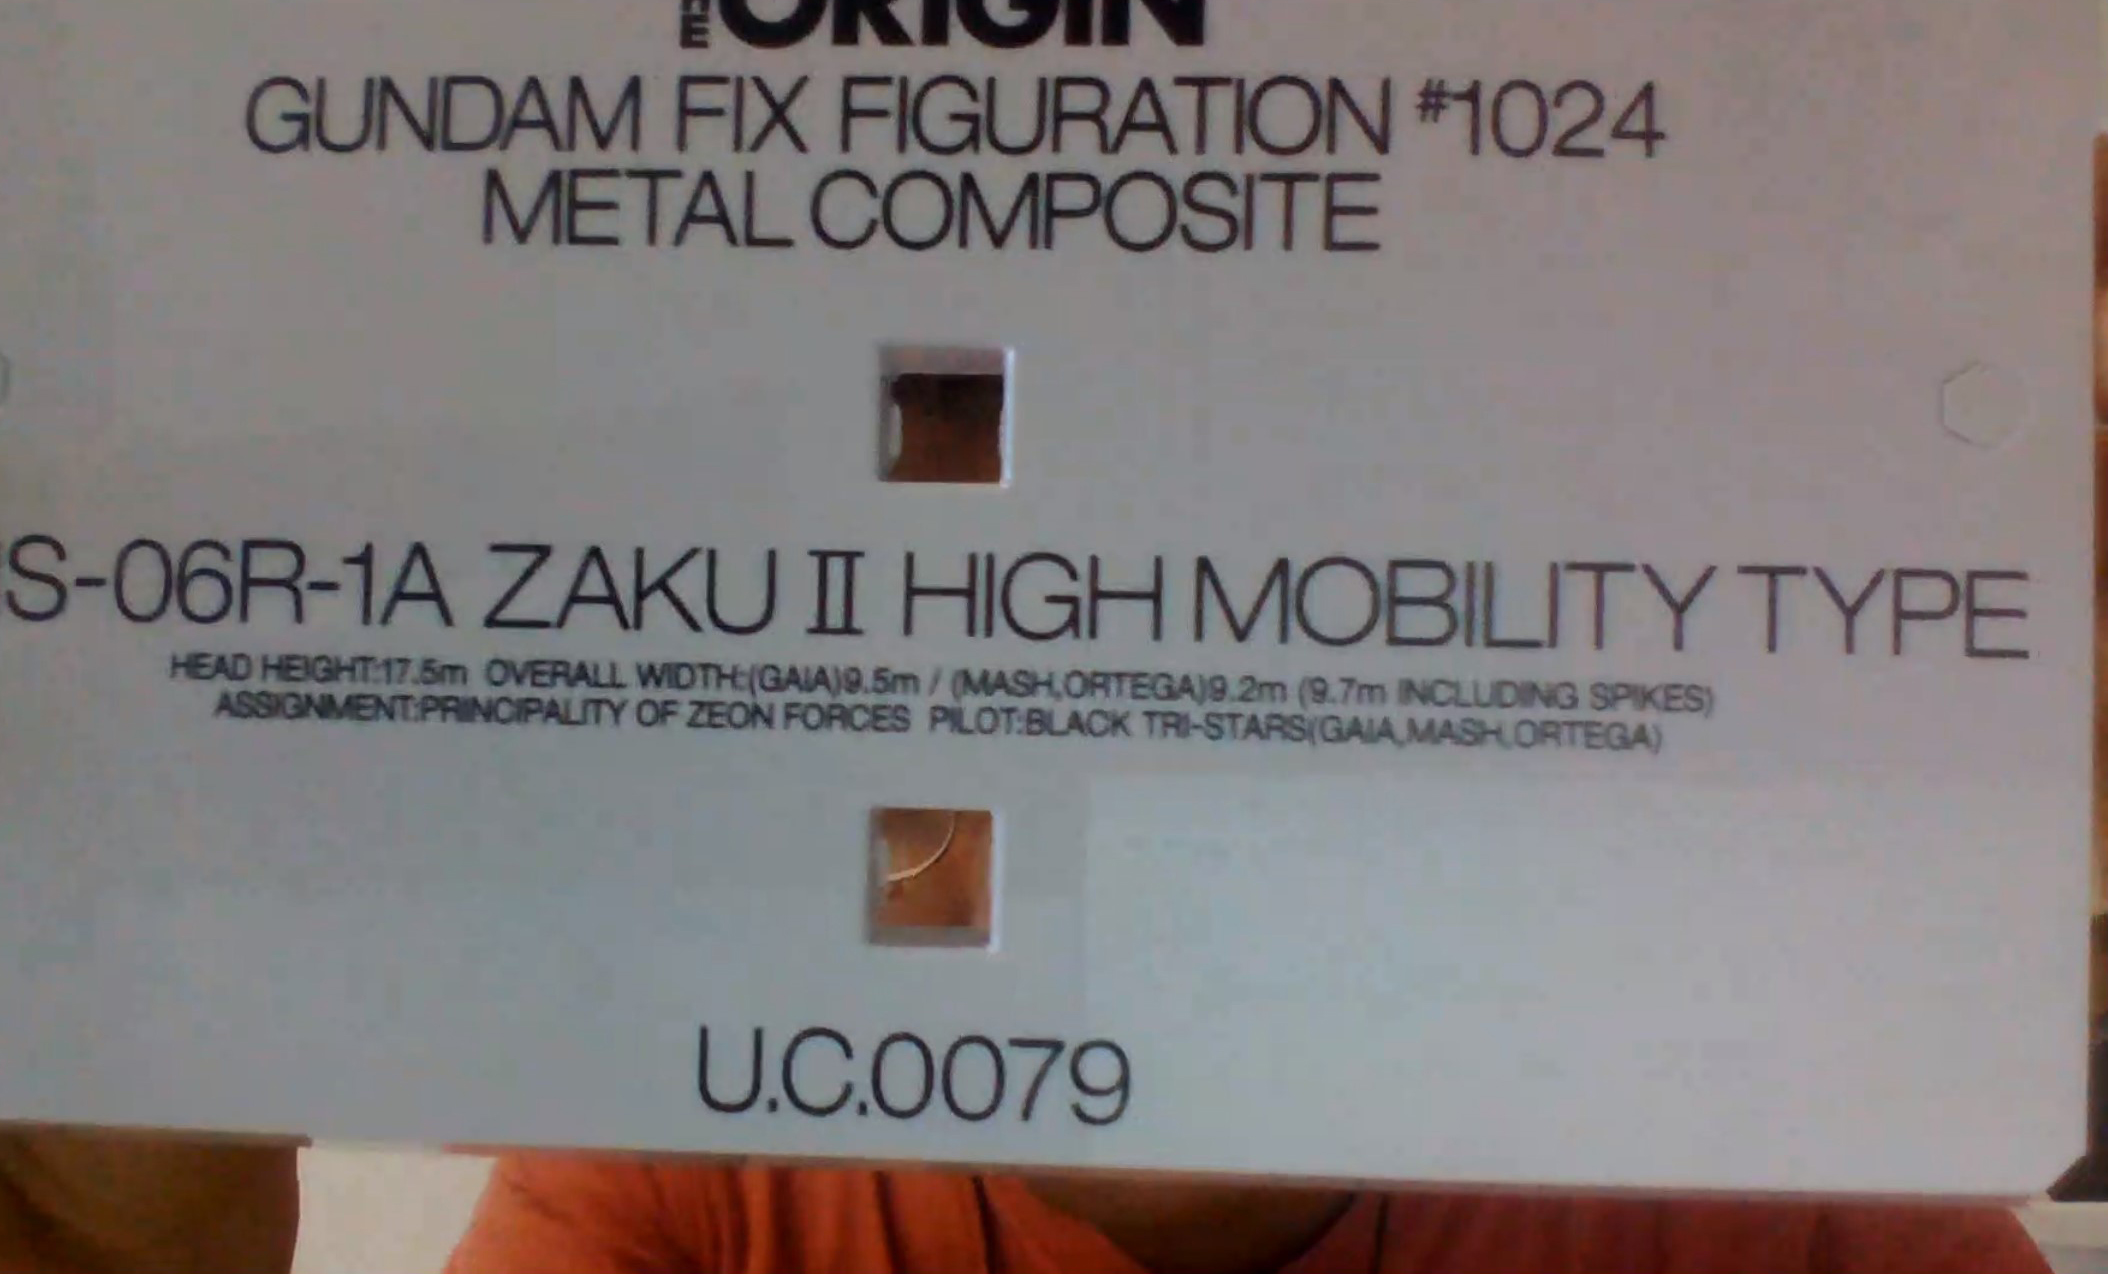 THE ORIGIN
GUNDAM FIX FIGURATION #1024
METAL COMPOSITE
S-06R-1A ZAKU II HIGH MOBILITY TYPE
HEAD HEIGHT:17.5m OVERALL WIDTH:(GAIA)9.5m / (MASH,ORTEGA)9.2m (9.7m INCLUDING SPIKES)
ASSIGNMENT:PRINCIPALITY OF ZEON FORCES PILOT:BLACK TRI-STARS(GAIA,MASH,ORTEGA)
U.C.0079